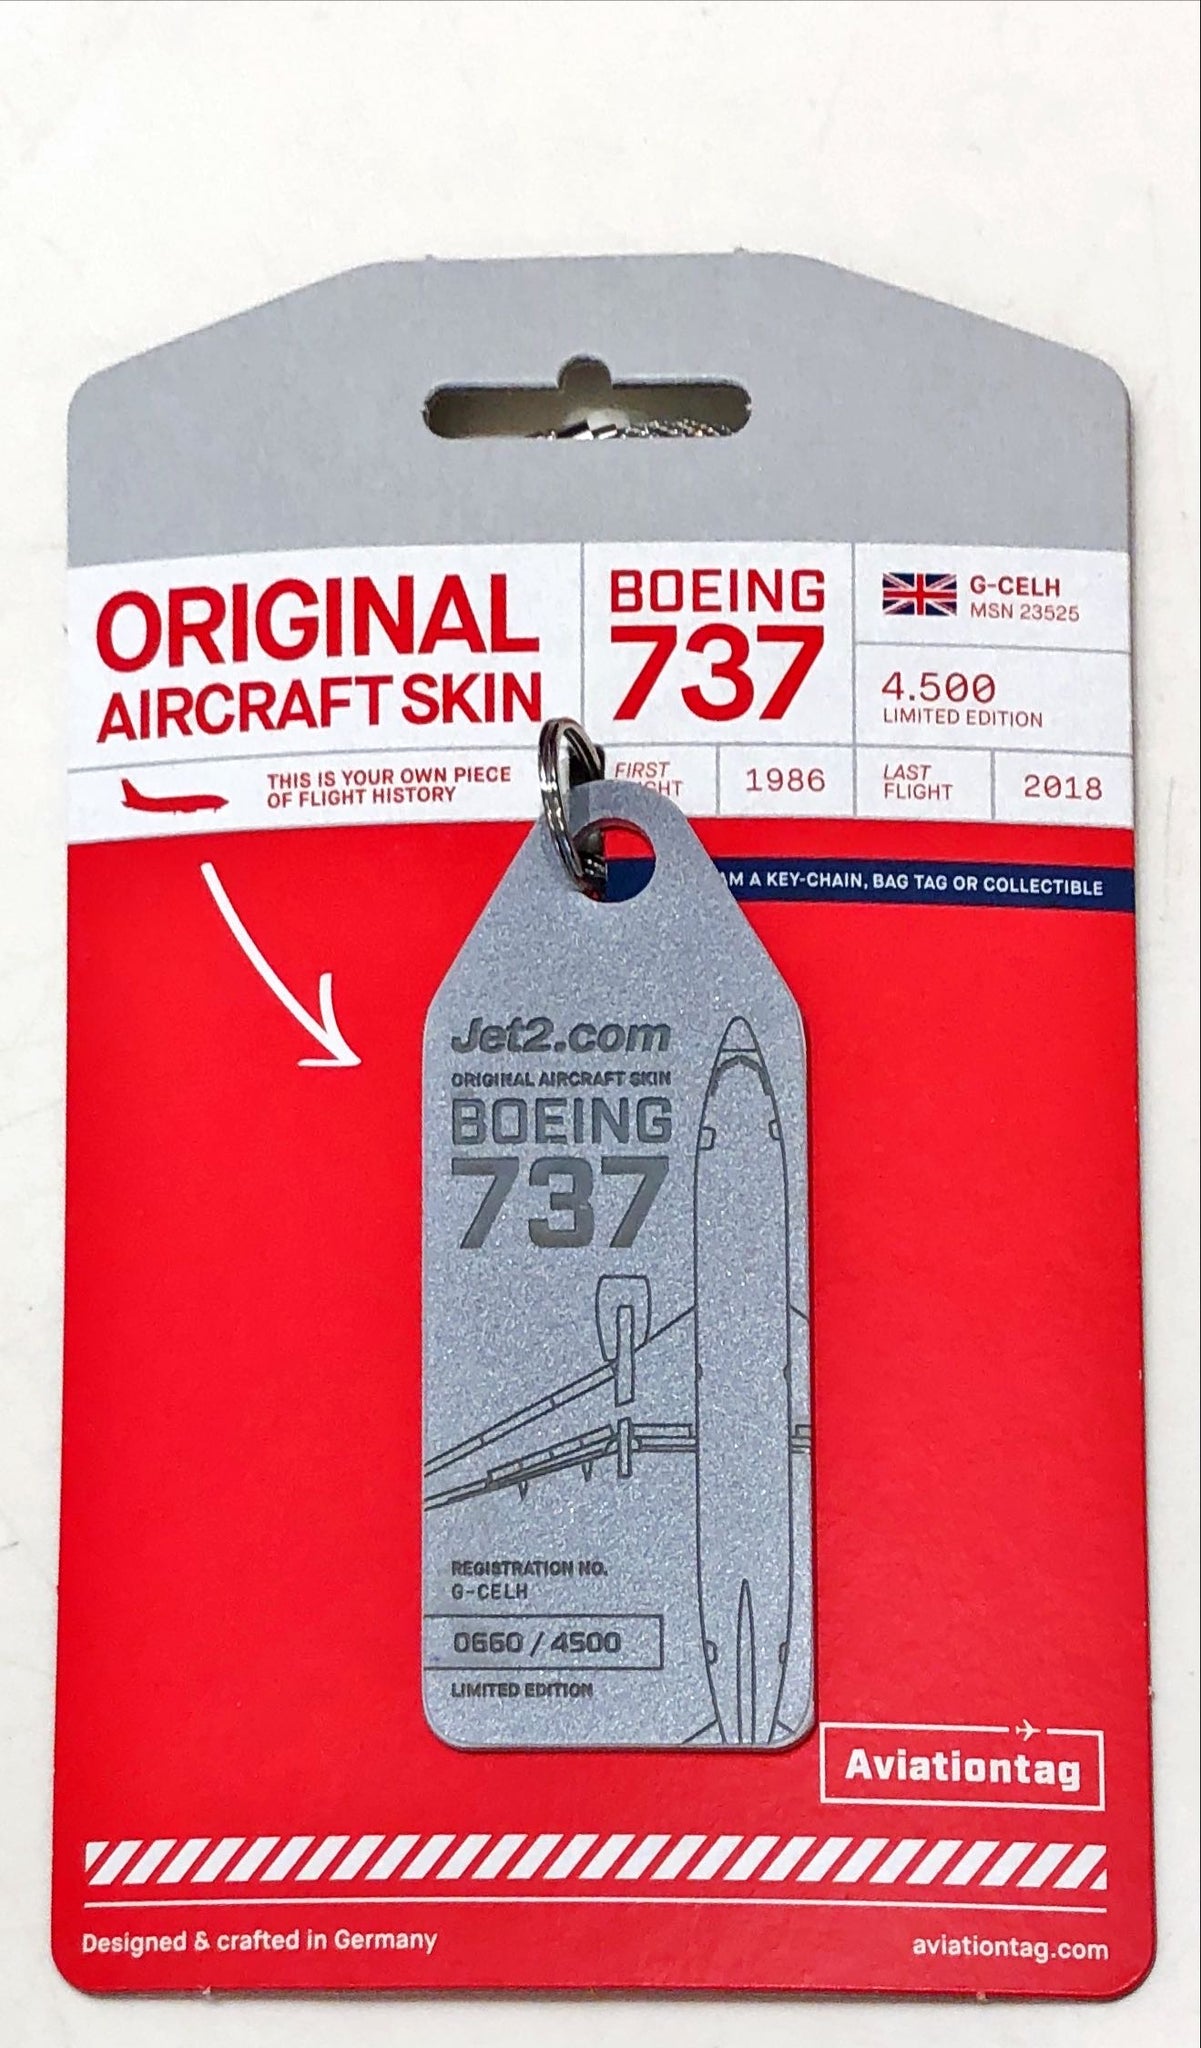 ORIGINAL
AIRCRAFT SKIN
BOEING
737
G-CELH
MSN 23525
4.500
LIMITED EDITION
THIS IS YOUR OWN PIECE
OF FLIGHT HISTORY
FIRST
1986
LAST
FLIGHT
2018
A KEY-CHAIN, BAG TAG OR COLLECTIBLE
Jet2.com
ORIGINAL AIRCRAFT SKIN
BOEING
737
REGISTRATION NO.
G-CELH
0660 / 4500
LIMITED EDITION
Aviationtag
Designed & crafted in Germany
aviationtag.com